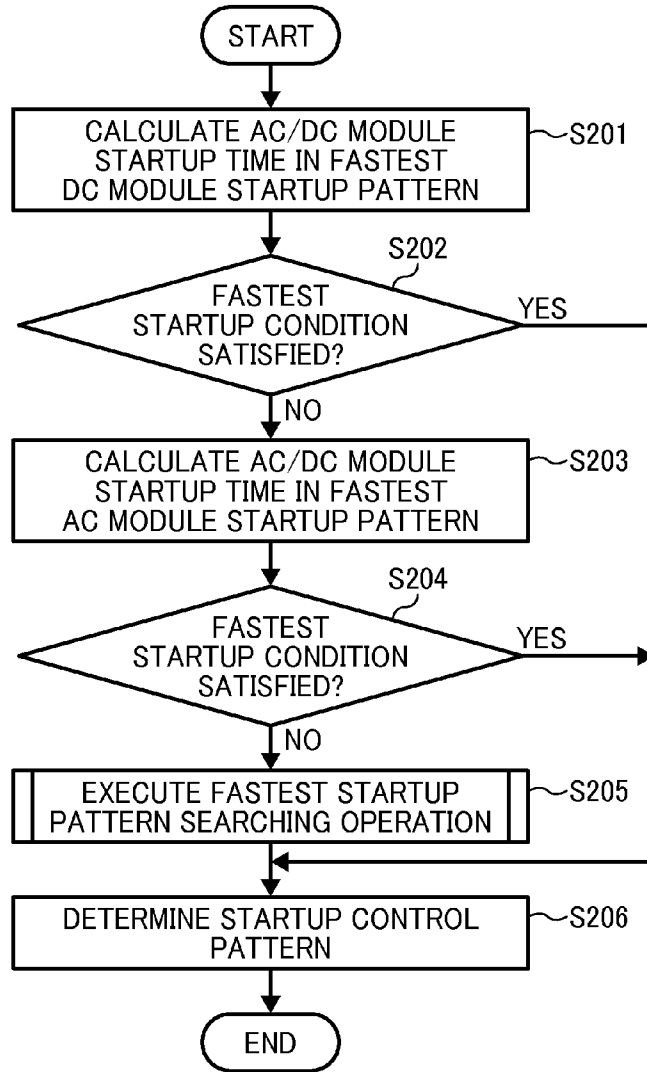 START
CALCULATE AC/DC MODULE
STARTUP TIME IN FASTEST
DC MODULE STARTUP PATTERN
S201
S202
FASTEST
STARTUP CONDITION
SATISFIED?
YES
NO
CALCULATE AC/DC MODULE
STARTUP TIME IN FASTEST
AC MODULE STARTUP PATTERN
S203
S204
FASTEST
STARTUP CONDITION
SATISFIED?
YES
NO
EXECUTE FASTEST STARTUP
PATTERN SEARCHING OPERATION
S205
DETERMINE STARTUP CONTROL
PATTERN
S206
END